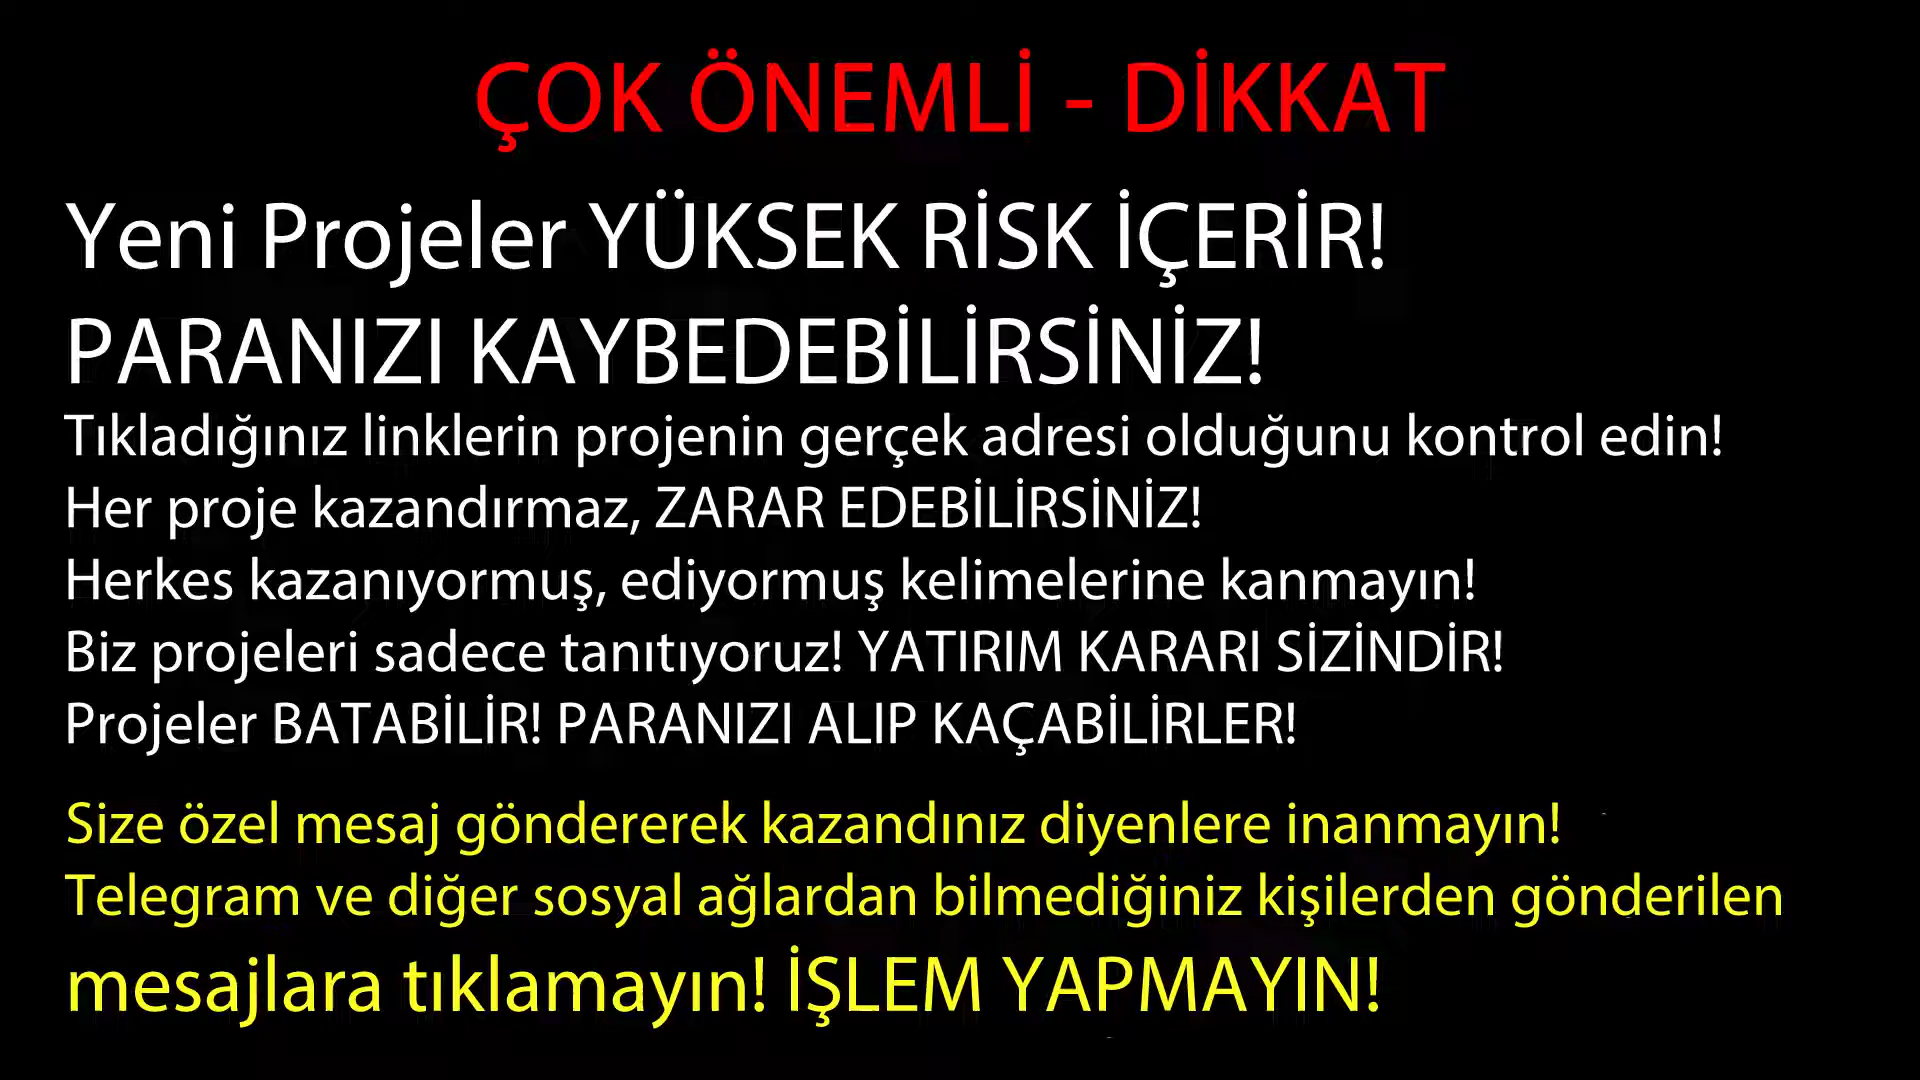 ÇOK ÖNEMLİ - DİKKAT
Yeni Projeler YÜKSEK RİSK İÇERİR!
PARANIZI KAYBEDEBİLİRSİNİZ!
Tıkladığınız linklerin projenin gerçek adresi olduğunu kontrol edin!
Her proje kazandırmaz, ZARAR EDEBİLİRSİNİZ!
Herkes kazanıyormuş, ediyormuş kelimelerine kanmayın!
Biz projeleri sadece tanıtıyoruz! YATIRIM KARARI SİZİNDİR!
Projeler BATABİLİR! PARANIZI ALIP KAÇABİLİRLER!
Size özel mesaj göndererek kazandınız diyenlere inanmayın!
Telegram ve diğer sosyal ağlardan bilmediğiniz kişilerden gönderilen
mesajlara tıklamayın! İŞLEM YAPMAYIN!